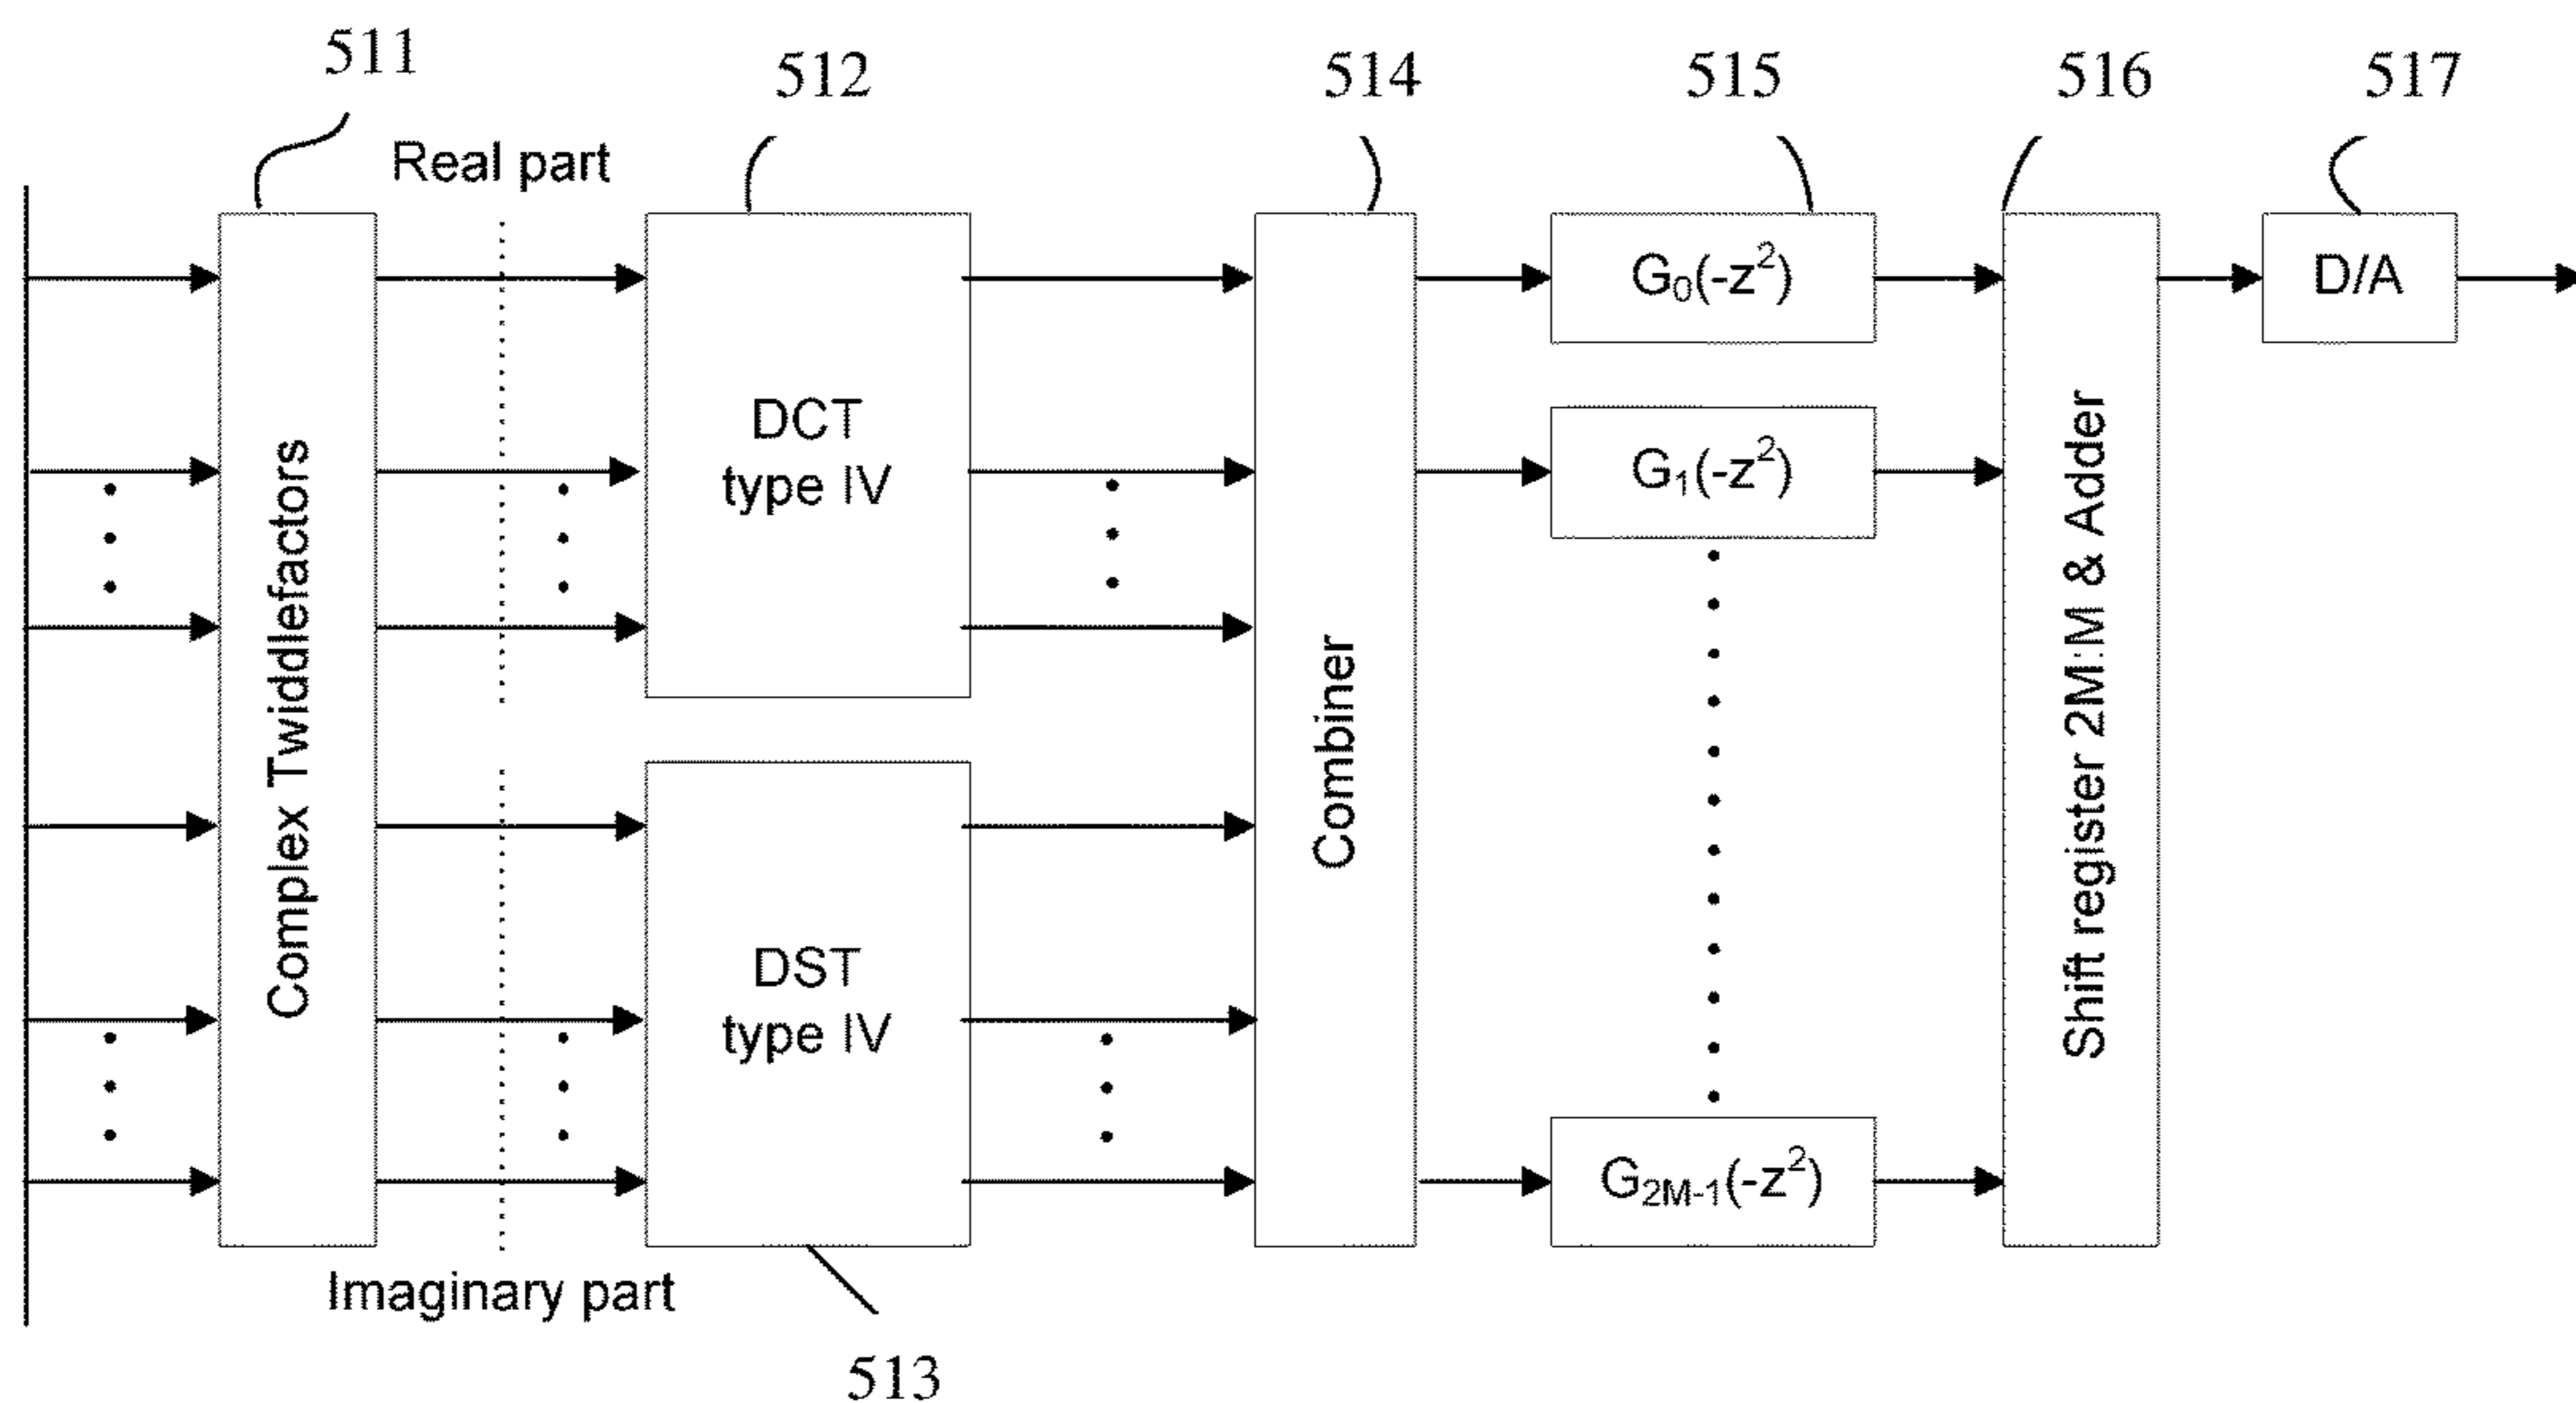 511
512
514
515
516
517
Real part
Complex Twiddlefactors
DCT
type IV
DST
type IV
Combiner
G₀(-z²)
G₁(-z²)
G₂M-₁(-z²)
Shift register 2M:M & Adder
D/A
Imaginary part
513